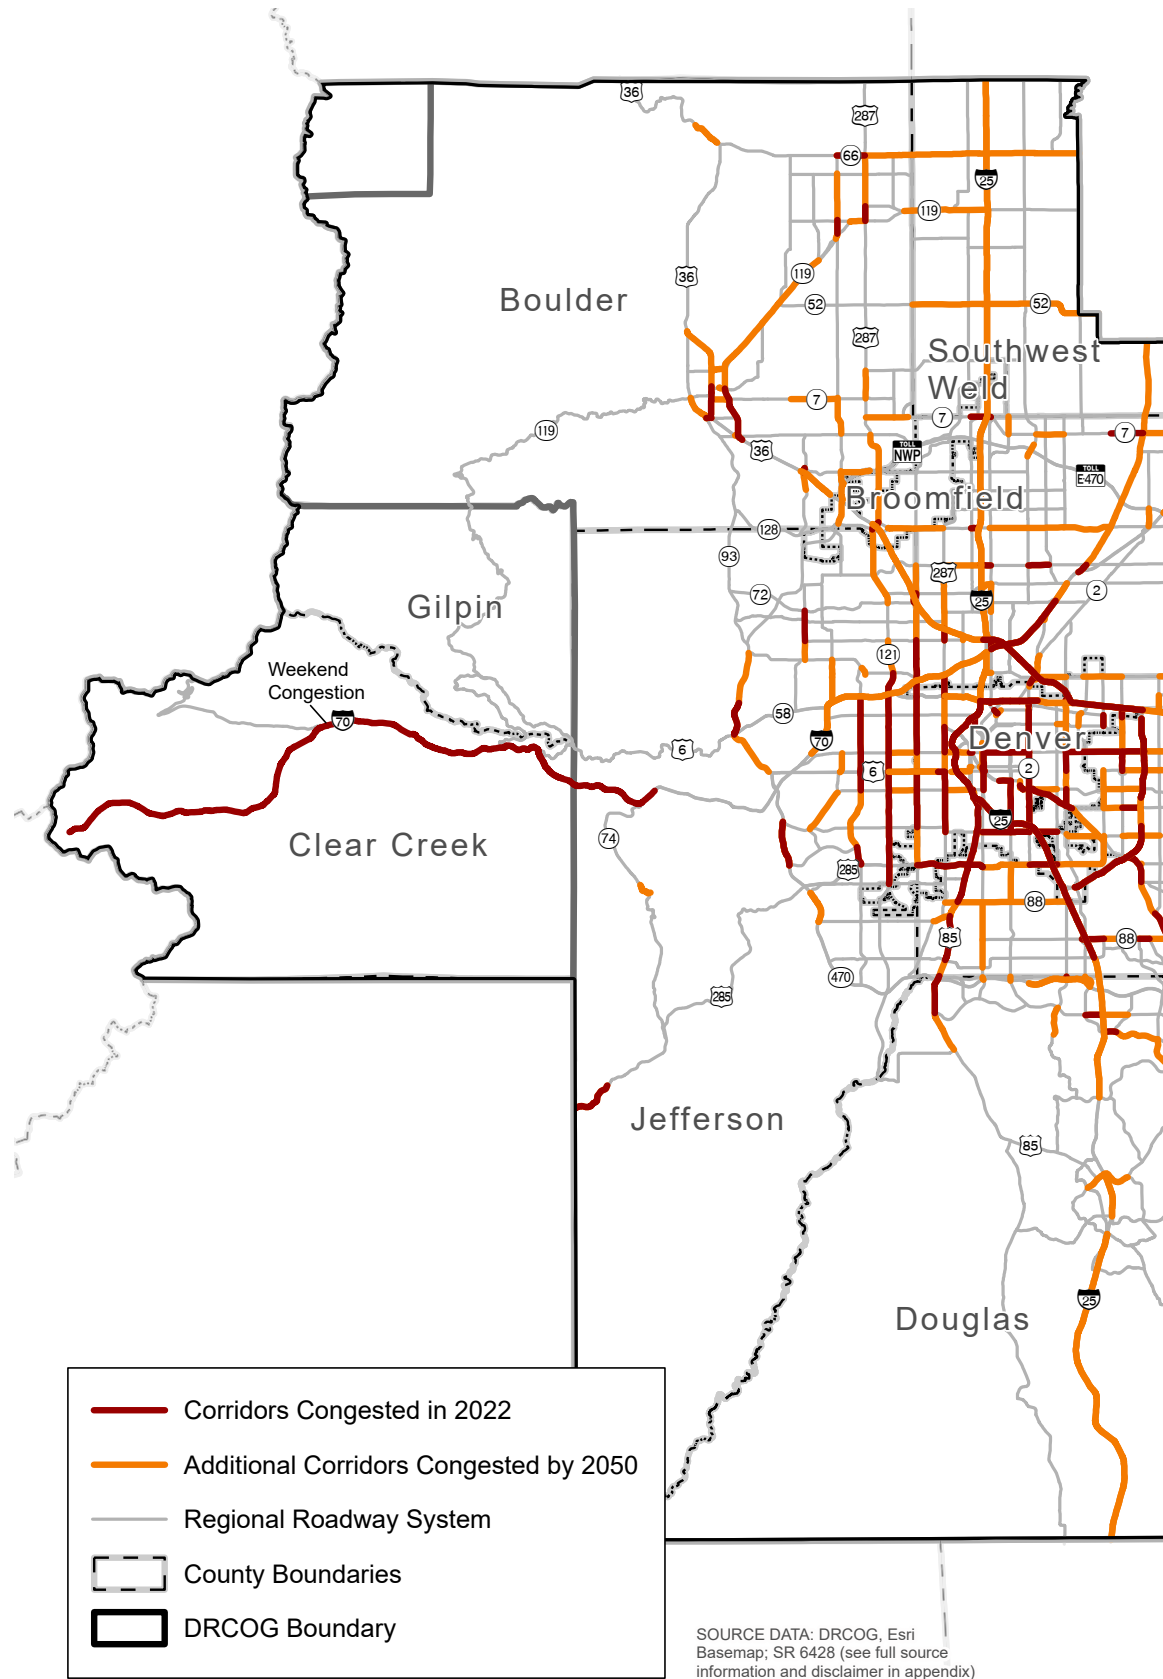 36
287
66
25
119
36
119
52
52
Boulder
287
Southwest
Weld
7
7
7
119
36
TOLL
NWP
TOLL
E-470
Broomfield
128
93
287
72
25
2
Gilpin
121
Weekend
Congestion
70
58
6
70
Denver
6
2
25
74
Clear Creek
285
88
85
88
470
285
Jefferson
85
25
Douglas
Corridors Congested in 2022
Additional Corridors Congested by 2050
Regional Roadway System
County Boundaries
DRCOG Boundary
SOURCE DATA: DRCOG, Esri
Basemap; SR 6428 (see full source
information and disclaimer in appendix)